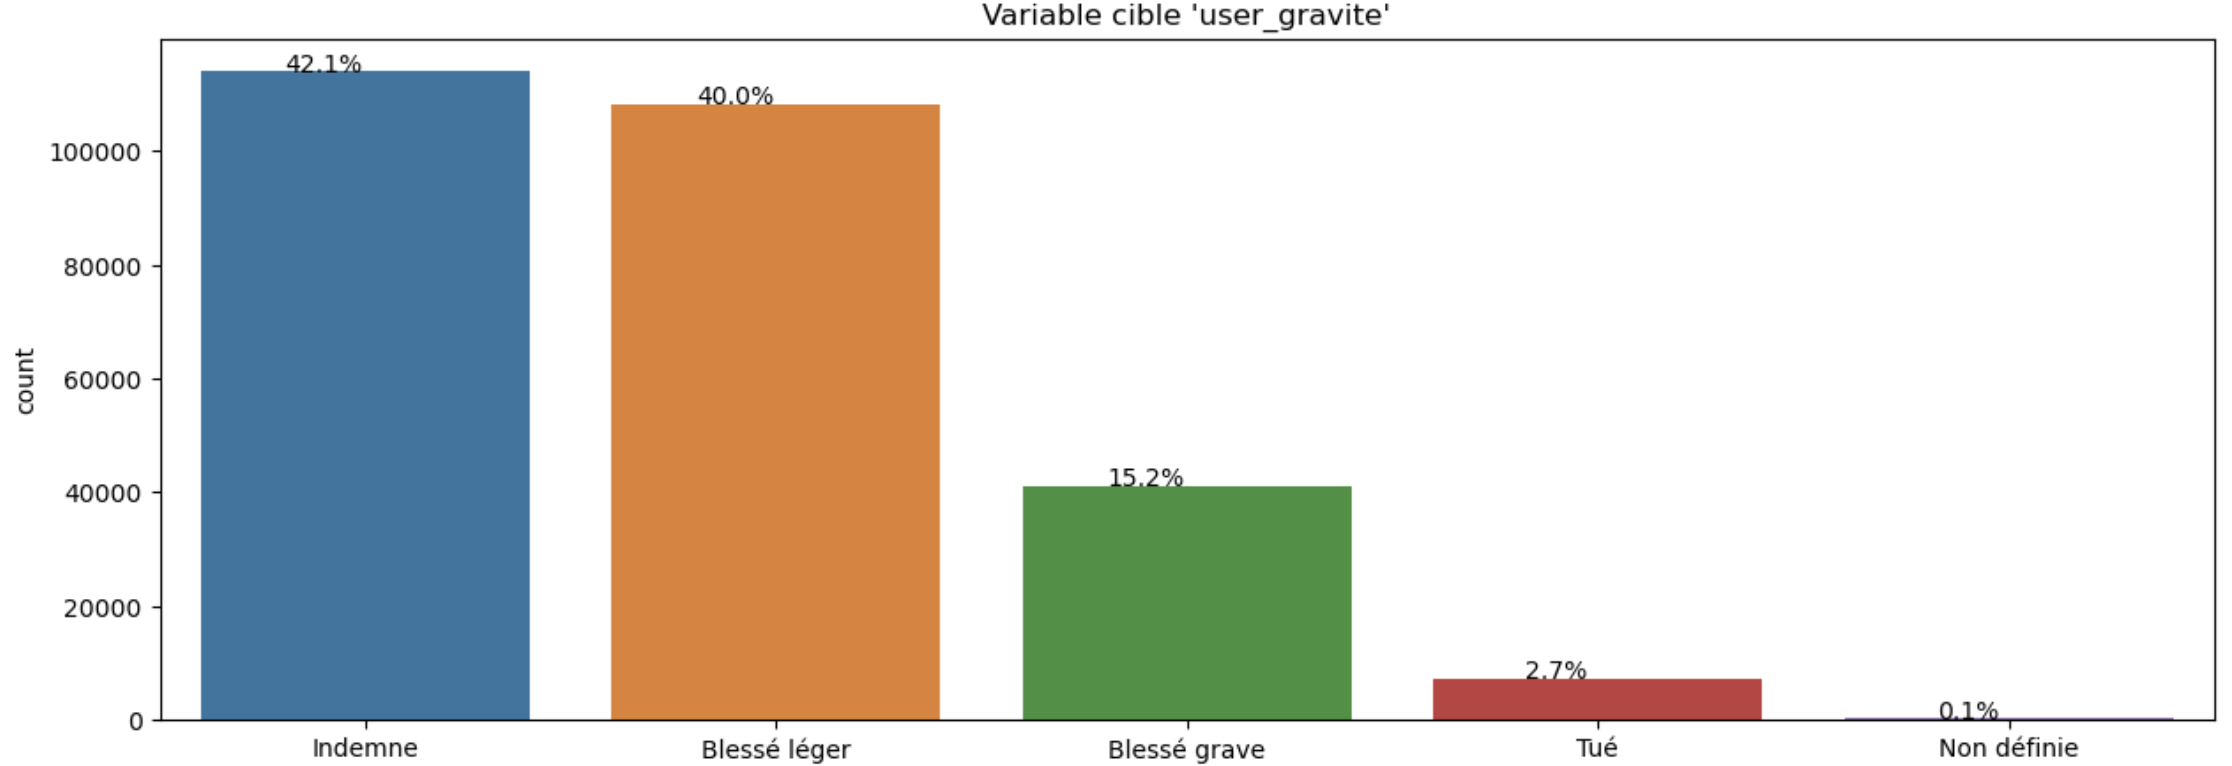 Variable cible 'user_gravite'
42.1%
40.0%
15.2%
2.7%
0.1%
100000
80000
60000
40000
20000
0
count
Indemne
Blessé léger
Blessé grave
Tué
Non définie